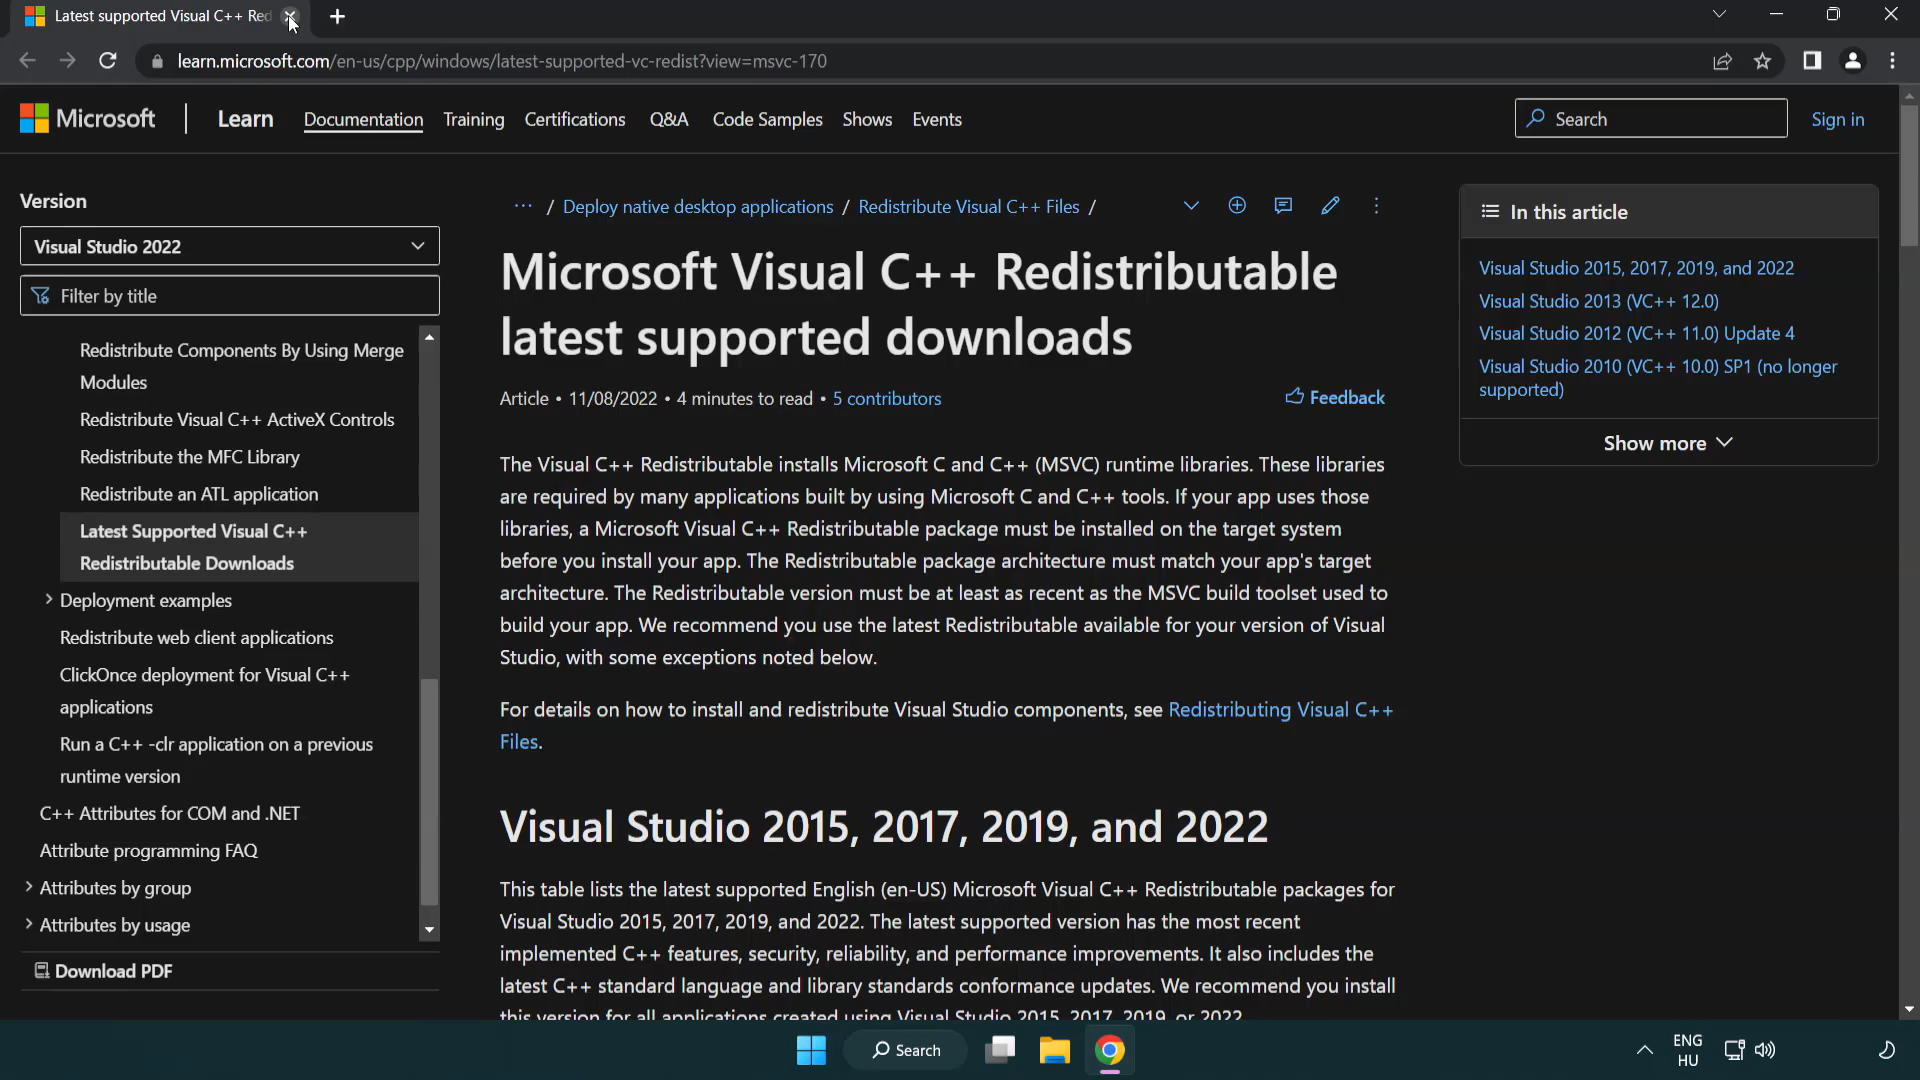 Latest supported Visual C++ Red
learn.microsoft.com/en-us/cpp/windows/latest-supported-vc-redist?view=msvc-170
Microsoft
Learn
Documentation
Training
Certifications
Q&A
Code Samples
Shows
Events
Search
Sign in
Version
Visual Studio 2022
Filter by title
Redistribute Components By Using Merge
Modules
Redistribute Visual C++ ActiveX Controls
Redistribute the MFC Library
Redistribute an ATL application
Latest Supported Visual C++
Redistributable Downloads
Deployment examples
Redistribute web client applications
ClickOnce deployment for Visual C++
applications
Run a C++ -clr application on a previous
runtime version
C++ Attributes for COM and .NET
Attribute programming FAQ
Attributes by group
Attributes by usage
Download PDF
... / Deploy native desktop applications / Redistribute Visual C++ Files /
Microsoft Visual C++ Redistributable
latest supported downloads
Article • 11/08/2022 • 4 minutes to read • 5 contributors
Feedback
The Visual C++ Redistributable installs Microsoft C and C++ (MSVC) runtime libraries. These libraries
are required by many applications built by using Microsoft C and C++ tools. If your app uses those
libraries, a Microsoft Visual C++ Redistributable package must be installed on the target system
before you install your app. The Redistributable package architecture must match your app's target
architecture. The Redistributable version must be at least as recent as the MSVC build toolset used to
build your app. We recommend you use the latest Redistributable available for your version of Visual
Studio, with some exceptions noted below.
For details on how to install and redistribute Visual Studio components, see Redistributing Visual C++
Files.
Visual Studio 2015, 2017, 2019, and 2022
This table lists the latest supported English (en-US) Microsoft Visual C++ Redistributable packages for
Visual Studio 2015, 2017, 2019, and 2022. The latest supported version has the most recent
implemented C++ features, security, reliability, and performance improvements. It also includes the
latest C++ standard language and library standards conformance updates. We recommend you install
this version for all applications created using Visual Studio 2015, 2017, 2019, or 2022.
In this article
Visual Studio 2015, 2017, 2019, and 2022
Visual Studio 2013 (VC++ 12.0)
Visual Studio 2012 (VC++ 11.0) Update 4
Visual Studio 2010 (VC++ 10.0) SP1 (no longer
supported)
Show more
Search
ENG
HU